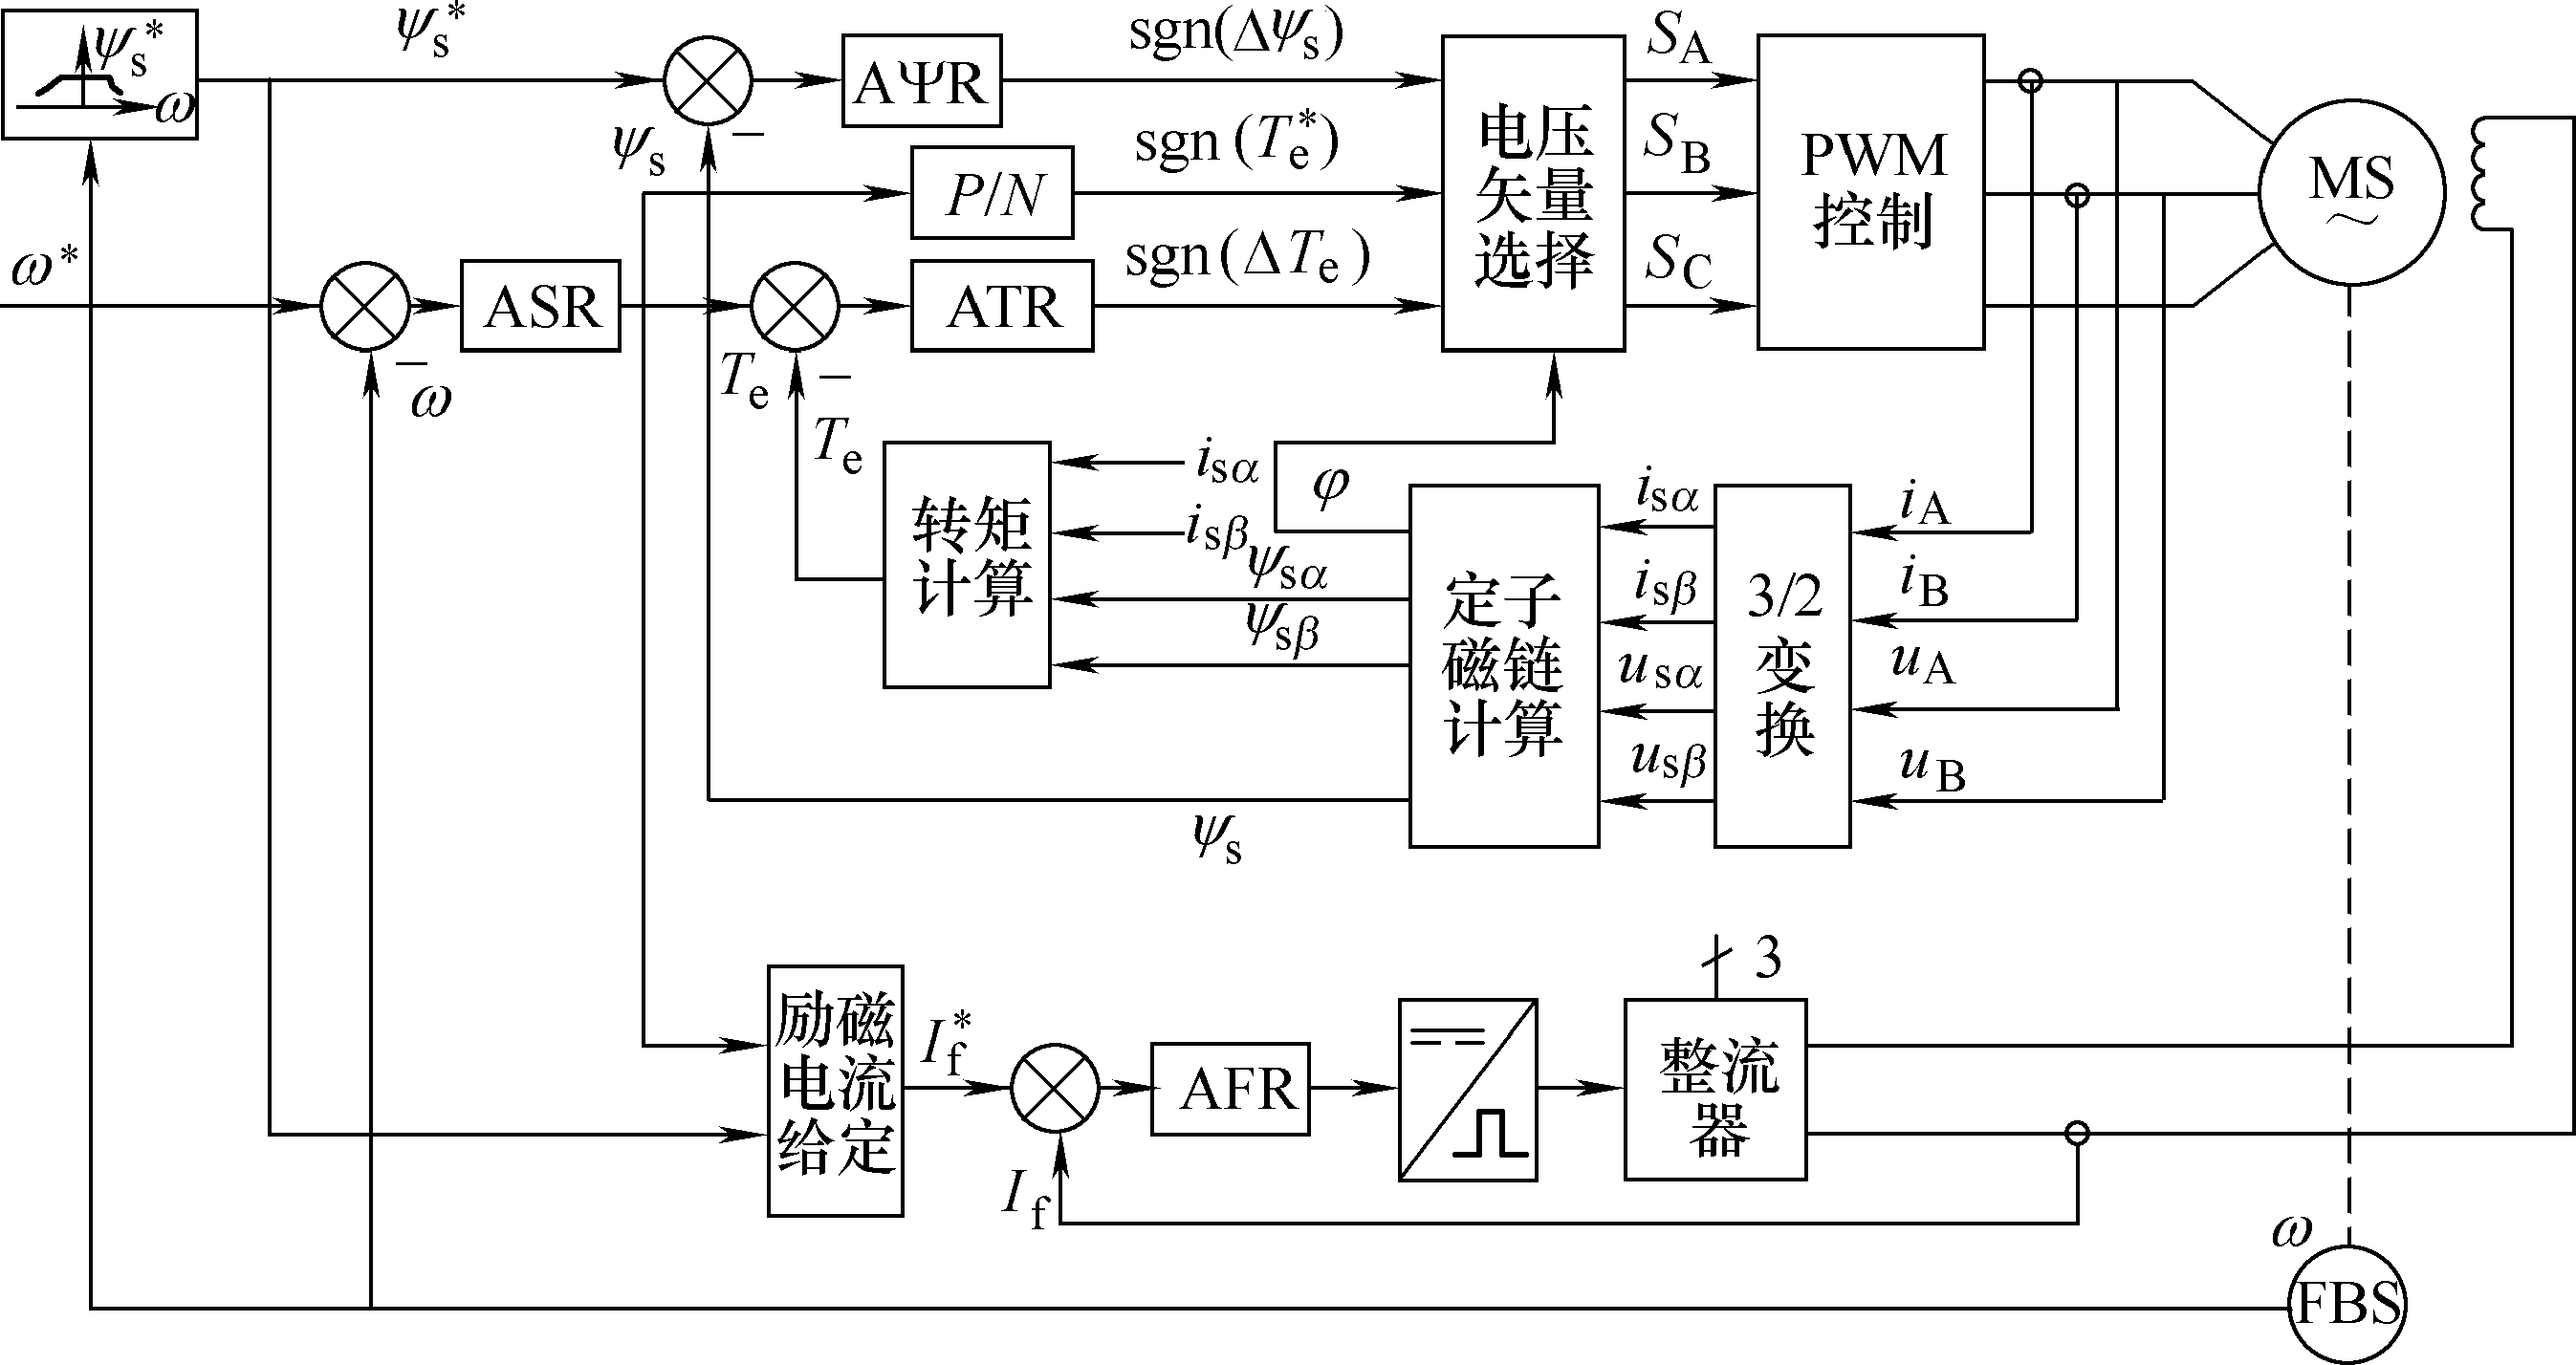 ψs*
ω
ψs*
ψs
−
AΨR
sgn(Δψs)
P/N
sgn(Te*)
ω*
−
ω
ASR
Te
−
Te
ATR
sgn(ΔTe)
电压
矢量
选择
SA
SB
SC
PWM
控制
MS
~
转矩
计算
isα
isβ
ψsα
ψsβ
φ
定子
磁链
计算
isα
isβ
usα
usβ
3/2
变
换
iA
iB
uA
uB
ψs
励磁
电流
给定
If*
If
AFR
3
整流
器
ω
FBS